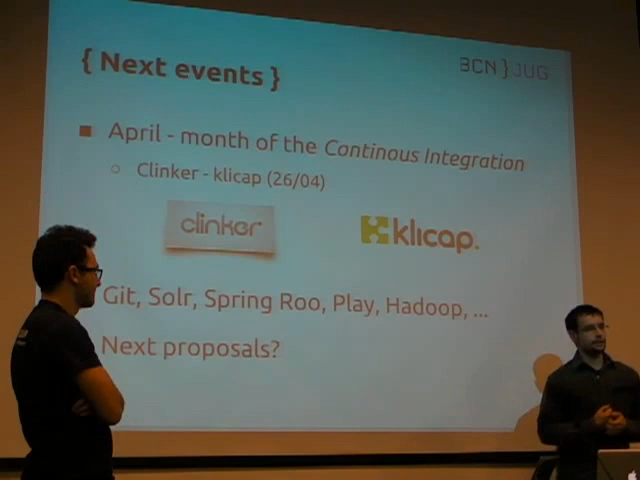 { Next events }
BCN } JUG
April - month of the Continous Integration
Clinker - klicap (26/04)
clinker
klicap.
Git, Solr, Spring Roo, Play, Hadoop, ...
Next proposals?